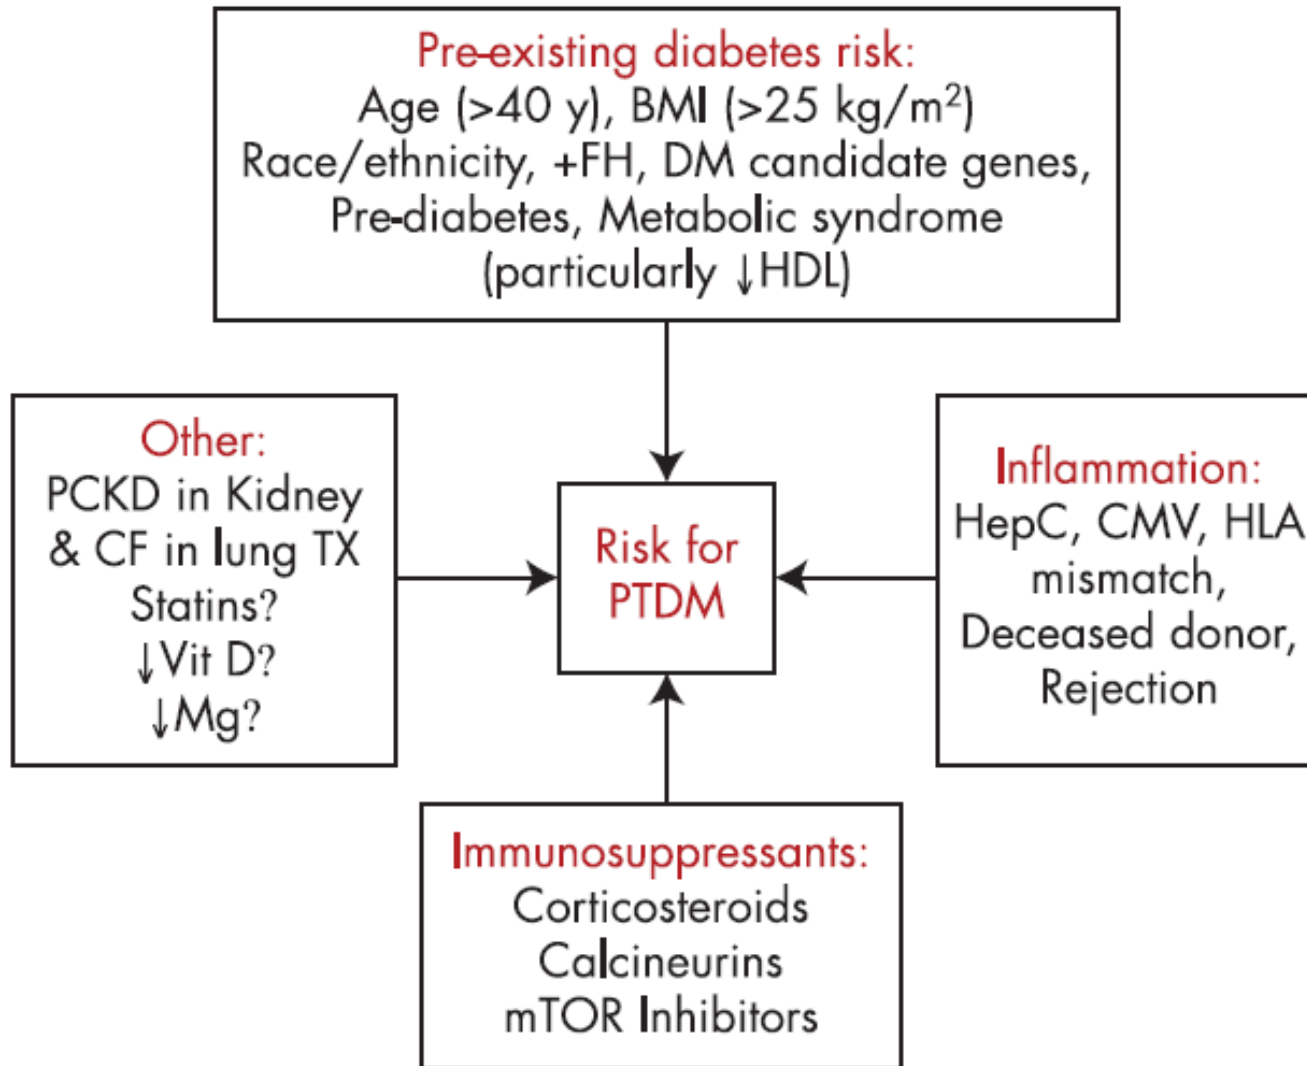 Pre-existing diabetes risk:
Age (>40 y), BMI (>25 kg/m²)
Race/ethnicity, +FH, DM candidate genes,
Pre-diabetes, Metabolic syndrome
(particularly ↓HDL)
Other:
PCKD in Kidney
& CF in lung TX
Statins?
↓Vit D?
↓Mg?
Risk for
PTDM
Inflammation:
HepC, CMV, HLA
mismatch,
Deceased donor,
Rejection
Immunosuppressants:
Corticosteroids
Calcineurins
mTOR Inhibitors